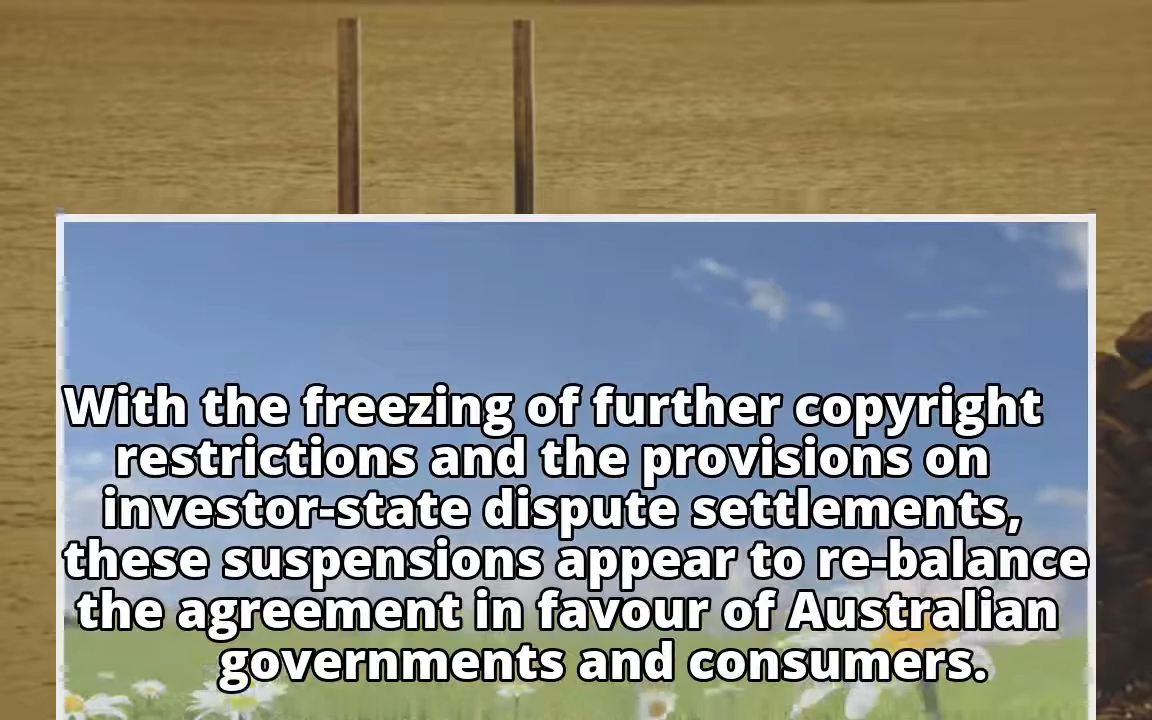 With the freezing of further copyright
restrictions and the provisions on
investor-state dispute settlements,
these suspensions appear to re-balance
the agreement in favour of Australian
governments and consumers.